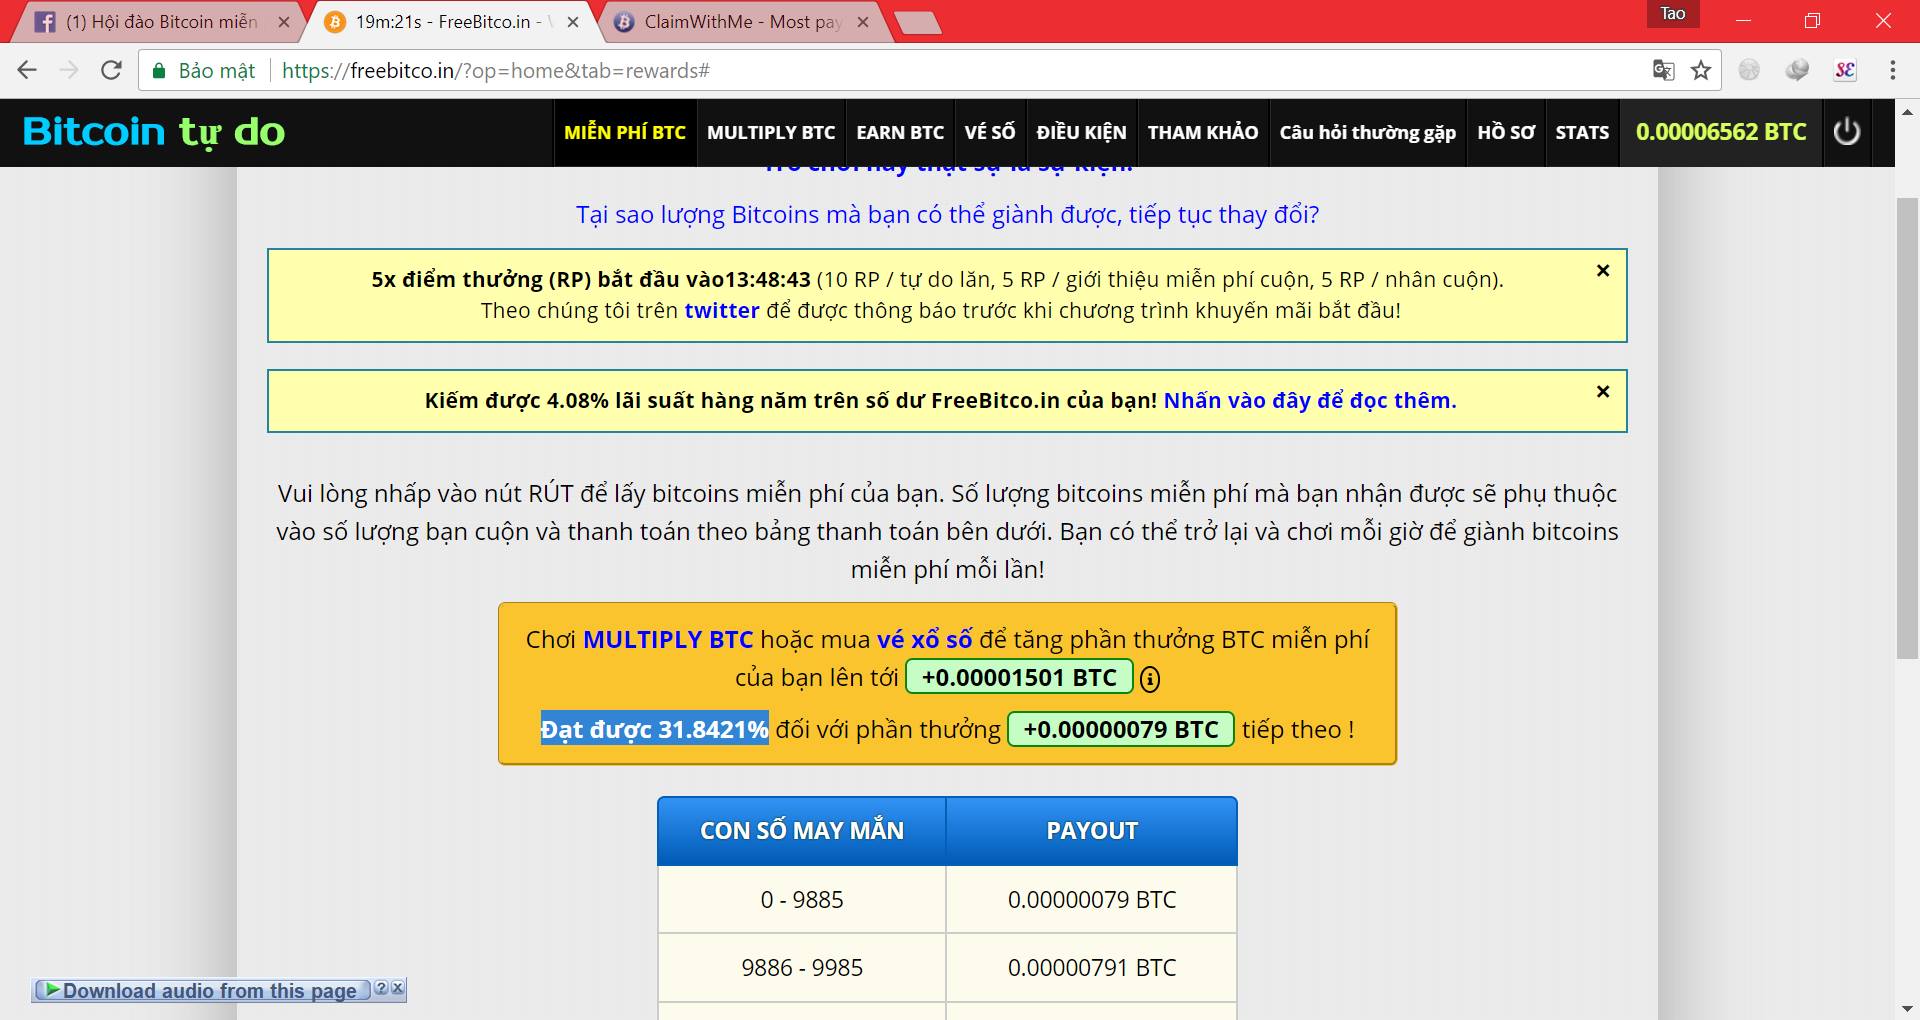 (1) Hội đào Bitcoin miễn
19m:21s - FreeBitco.in -
ClaimWithMe - Most pay
Tao
Bảo mật
https://freebitco.in/?op=home&tab=rewards#
Bitcoin tự do
MIỄN PHÍ BTC
MULTIPLY BTC
EARN BTC
VÉ SỐ
ĐIỀU KIỆN
THAM KHẢO
Câu hỏi thường gặp
HỒ SƠ
STATS
0.00006562 BTC
Trò chơi này thật sự là sự kiện!
Tại sao lượng Bitcoins mà bạn có thể giành được, tiếp tục thay đổi?
5x điểm thưởng (RP) bắt đầu vào13:48:43 (10 RP / tự do lăn, 5 RP / giới thiệu miễn phí cuộn, 5 RP / nhân cuộn).
Theo chúng tôi trên twitter để được thông báo trước khi chương trình khuyến mãi bắt đầu!
Kiếm được 4.08% lãi suất hàng năm trên số dư FreeBitco.in của bạn! Nhấn vào đây để đọc thêm.
Vui lòng nhấp vào nút RÚT để lấy bitcoins miễn phí của bạn. Số lượng bitcoins miễn phí mà bạn nhận được sẽ phụ thuộc
vào số lượng bạn cuộn và thanh toán theo bảng thanh toán bên dưới. Bạn có thể trở lại và chơi mỗi giờ để giành bitcoins
miễn phí mỗi lần!
Chơi MULTIPLY BTC hoặc mua vé xổ số để tăng phần thưởng BTC miễn phí
của bạn lên tới +0.00001501 BTC
Đạt được 31.8421% đối với phần thưởng +0.00000079 BTC tiếp theo !
CON SỐ MAY MẮN PAYOUT
0 - 9885 0.00000079 BTC
9886 - 9985 0.00000791 BTC
Download audio from this page